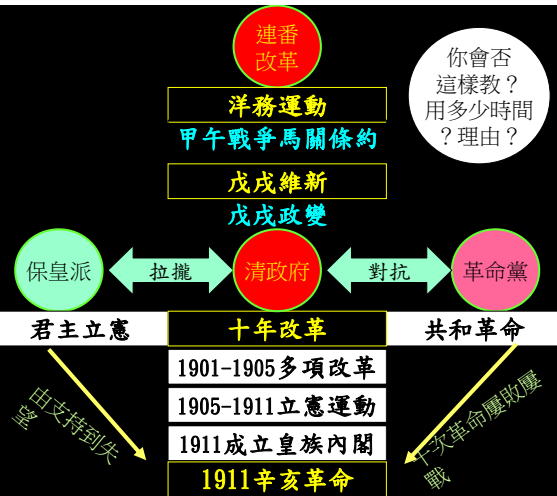 連番
改革
你會否
這樣教？
用多少時間
？理由？
洋務運動
甲午戰爭馬關條約
戊戌維新
戊戌政變
保皇派
拉攏
清政府
對抗
革命黨
君主立憲
十年改革
共和革命
1901-1905多項改革
1905-1911立憲運動
1911成立皇族內閣
1911辛亥革命
由支持到失
望
十次革命屢敗屢
戰